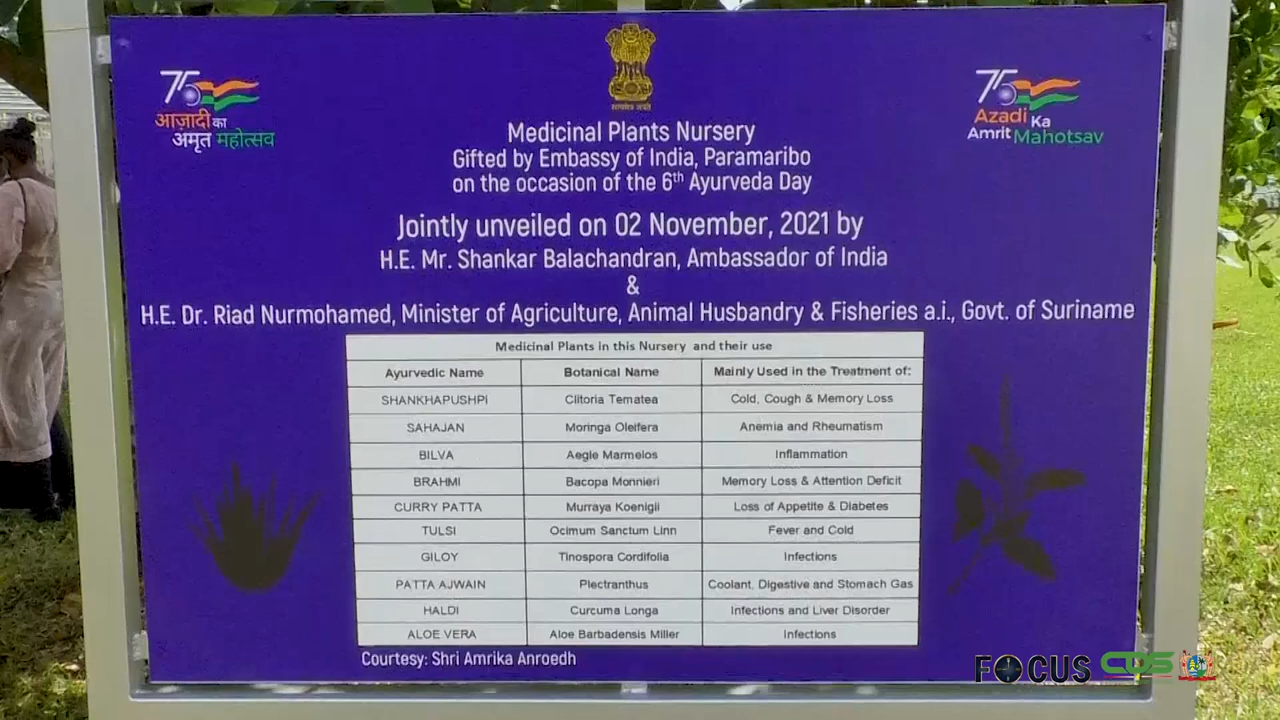 75
आज़ादी का
अमृत महोत्सव
सत्यमेव जयते
75
Azadi Ka
Amrit Mahotsav
Medicinal Plants Nursery
Gifted by Embassy of India, Paramaribo
on the occasion of the 6th Ayurveda Day
Jointly unveiled on 02 November, 2021 by
H.E. Mr. Shankar Balachandran, Ambassador of India
&
H.E. Dr. Riad Nurmohamed, Minister of Agriculture, Animal Husbandry & Fisheries a.i., Govt. of Suriname
Medicinal Plants in this Nursery and their use
Ayurvedic Name Botanical Name Mainly Used in the Treatment of:
SHANKHAPUSHPI Clitoria Tematea Cold, Cough & Memory Loss
SAHAJAN Moringa Oleifera Anemia and Rheumatism
BILVA Aegle Marmelos Inflammation
BRAHMI Bacopa Monnieri Memory Loss & Attention Deficit
CURRY PATTA Murraya Koenigii Loss of Appetite & Diabetes
TULSI Ocimum Sanctum Linn Fever and Cold
GILOY Tinospora Cordifolia Infections
PATTA AJWAIN Plectranthus Coolant, Digestive and Stomach Gas
HALDI Curcuma Longa Infections and Liver Disorder
ALOE VERA Aloe Barbadensis Miller Infections
Courtesy: Shri Amrika Anroedh
FOCUS CDS